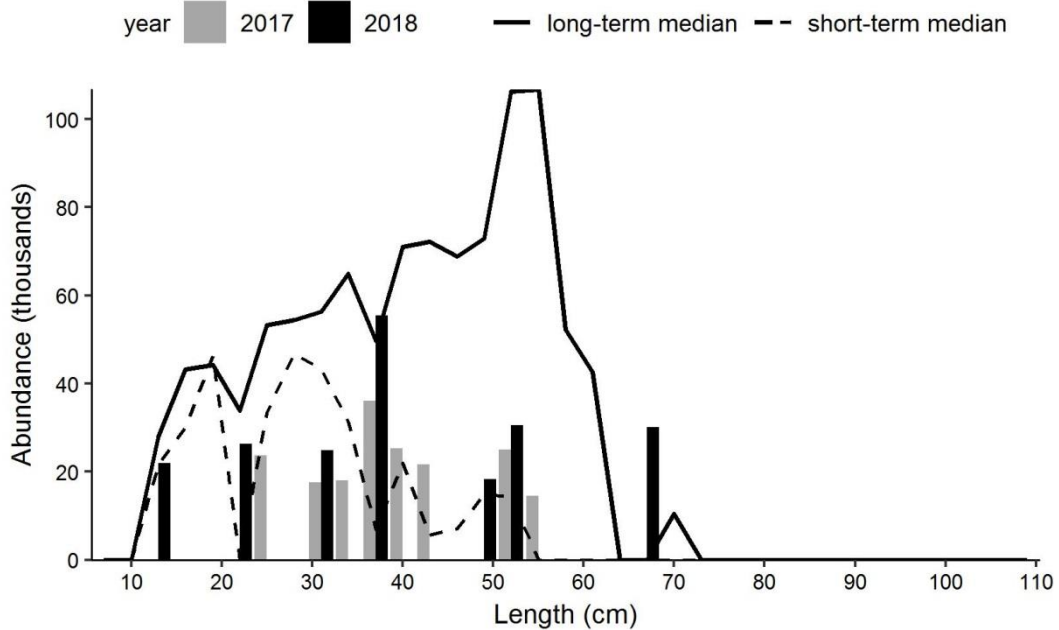 year 2017 2018 long-term median short-term median
Abundance (thousands)
100
80
60
40
20
0
10 20 30 40 50 60 70 80 90 100 110
Length (cm)